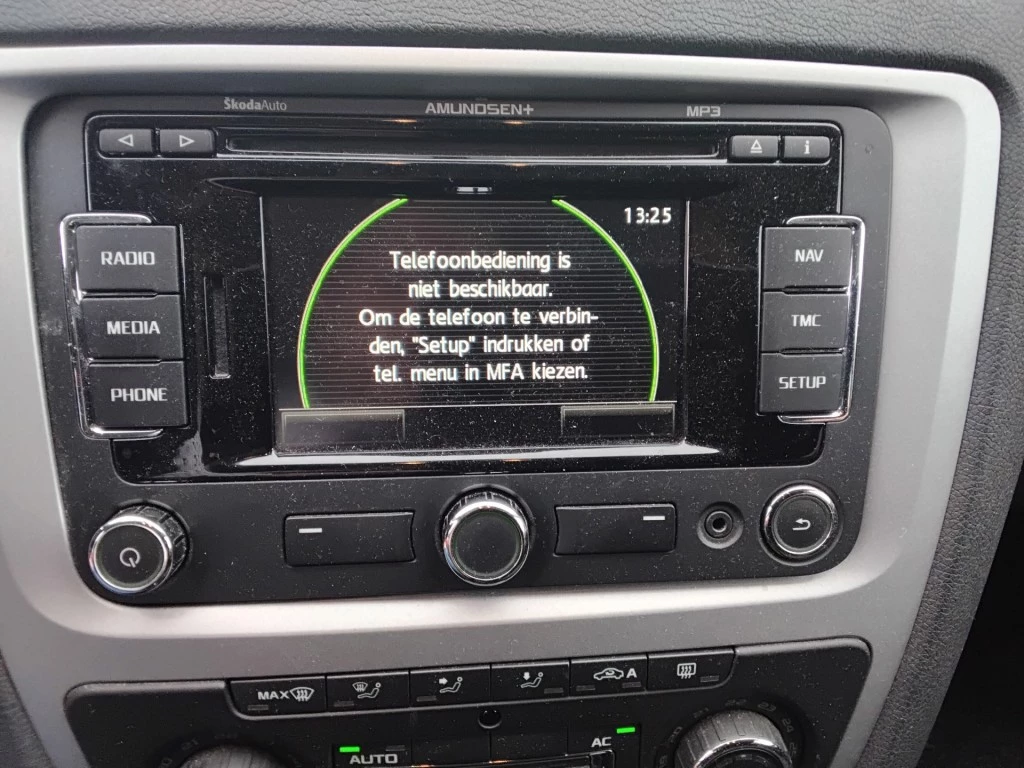 ŠkodaAuto AMUNDSEN+ MP3
i
13:25
RADIO
MEDIA
PHONE
Telefoonbediening is
niet beschikbaar.
Om de telefoon te verbin-
den, "Setup" indrukken of
tel. menu in MFA kiezen.
NAV
TMC
SETUP
MAX
A
AUTO
AC